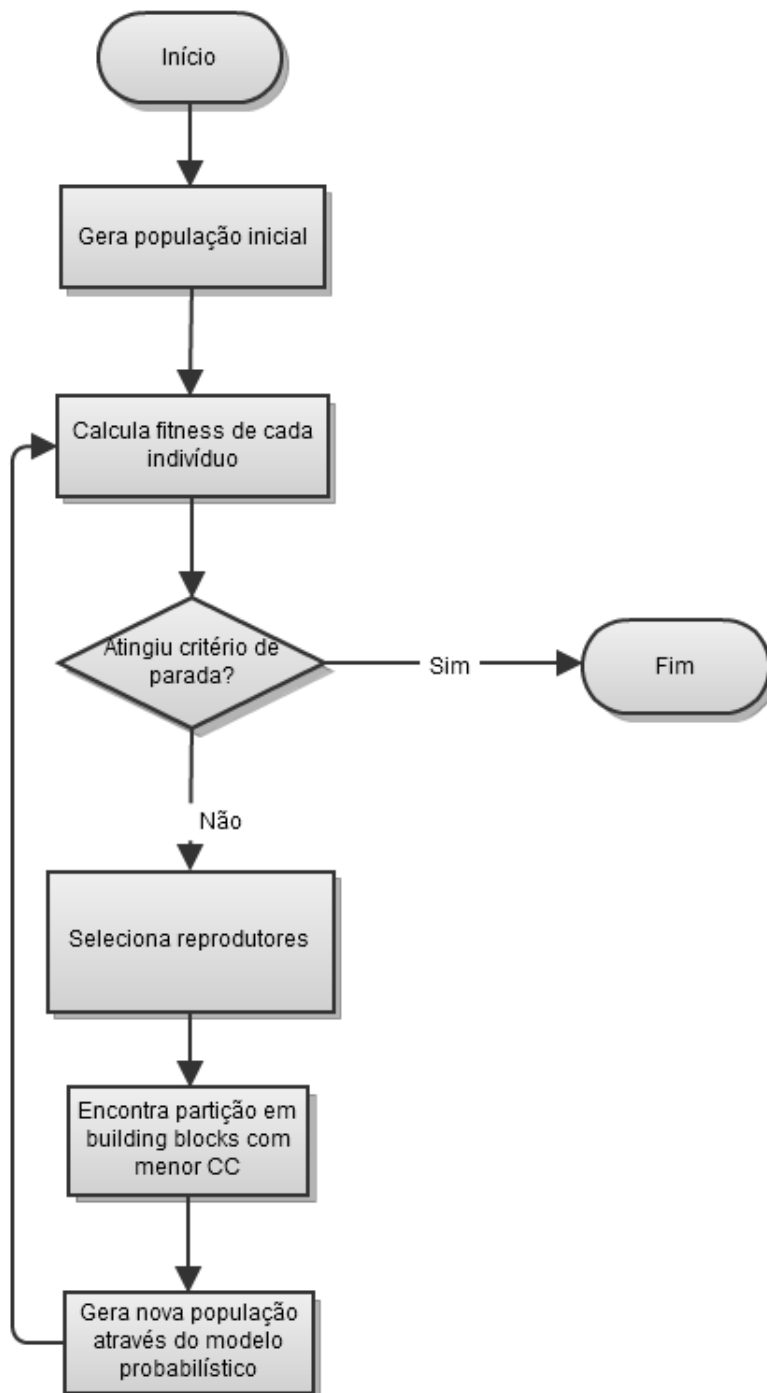 Início
Gera população inicial
Calcula fitness de cada
indivíduo
Atingiu critério de
parada?
Sim
Fim
Não
Seleciona reprodutores
Encontra partição em
building blocks com
menor CC
Gera nova população
através do modelo
probabilístico